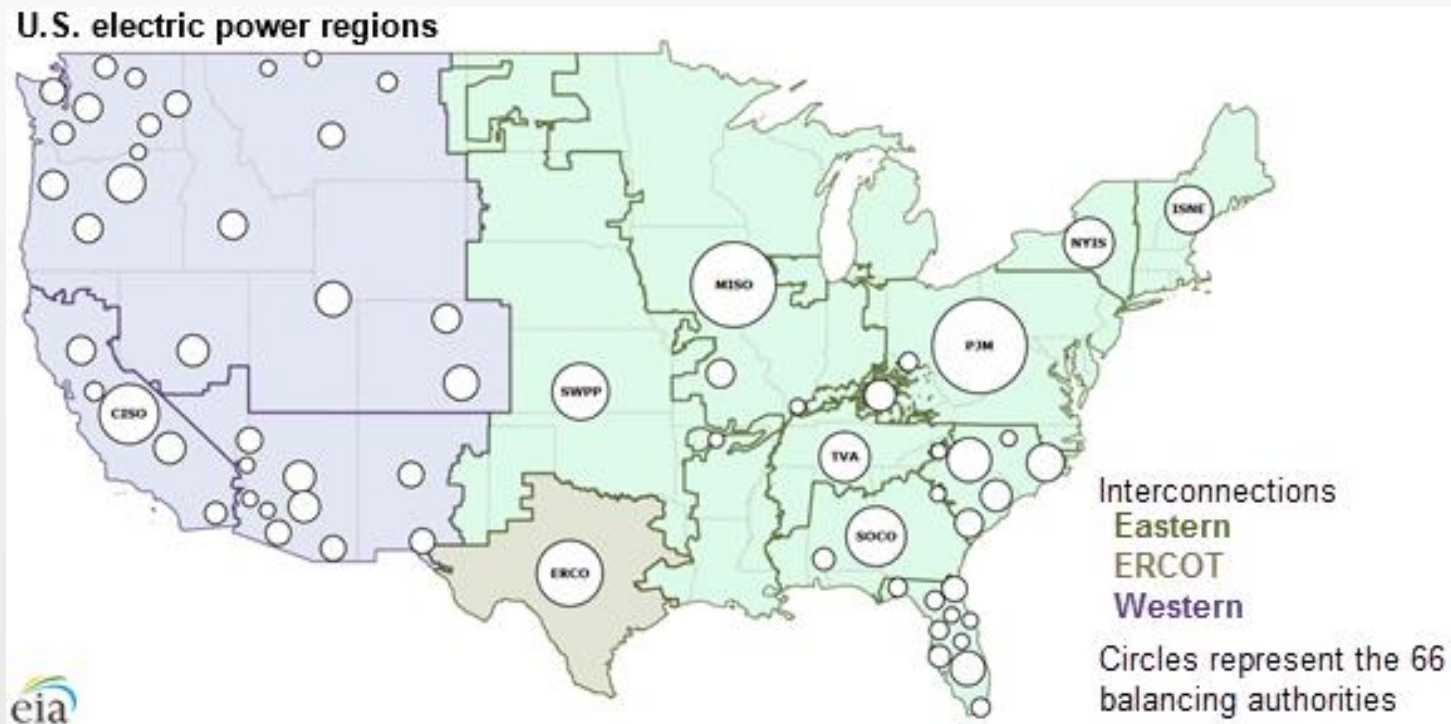 U.S. electric power regions
ISNE
NYIS
MISO
PJM
SWPP
CISO
TVA
SOCO
ERCO
Interconnections
Eastern
ERCOT
Western
Circles represent the 66
balancing authorities
eia